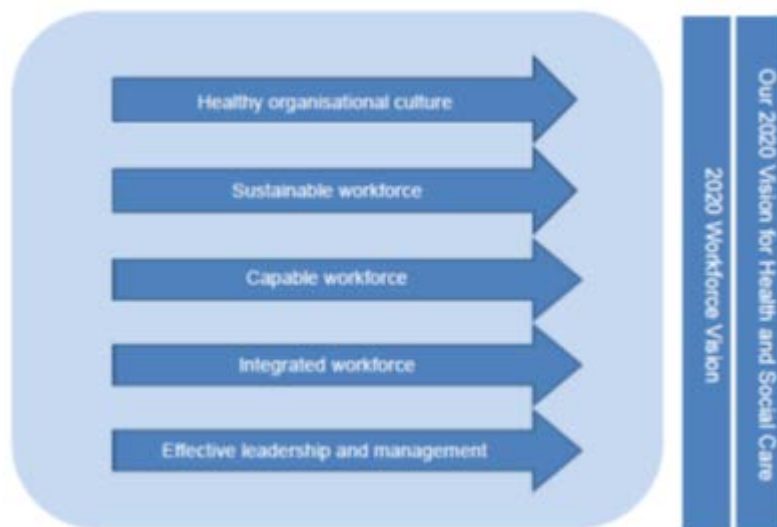 Healthy organisational culture
Sustainable workforce
Capable workforce
Integrated workforce
Effective leadership and management
2020 Workforce Vision
Our 2020 Vision for Health and Social Care